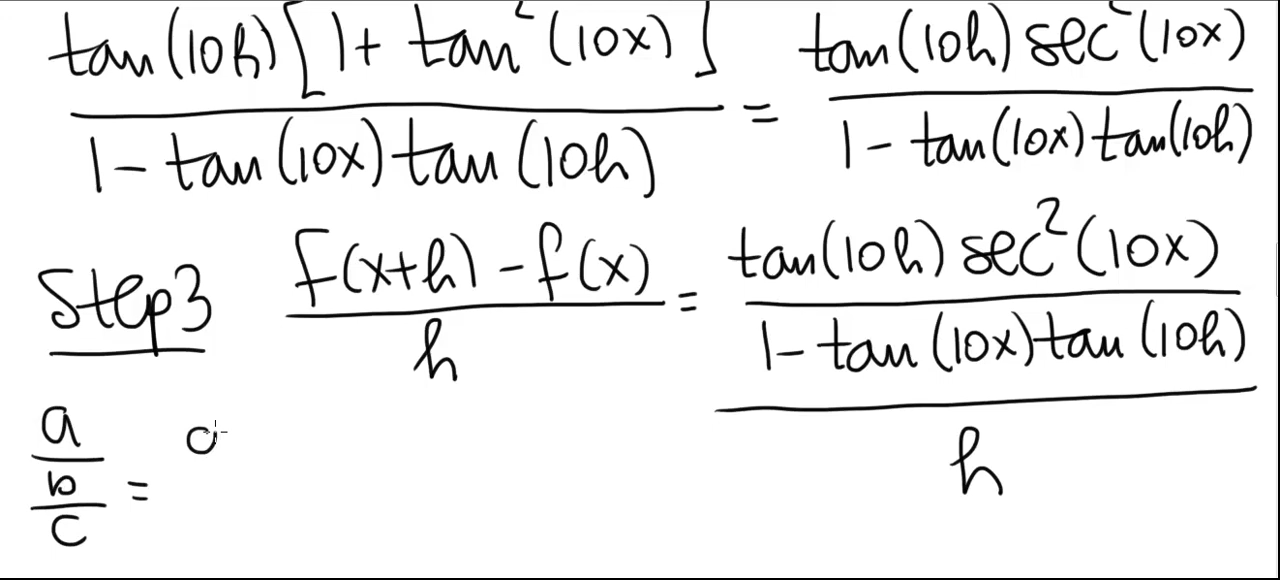 tan(10h)[1+ tan²(10x)] / 1-tan(10x)tan(10h) = tan(10h)sec²(10x) / 1-tan(10x)tan(10h)
Step3 f(x+h)-f(x) / h = tan(10h)sec²(10x) / 1-tan(10x)tan(10h) / h
a / b / c =